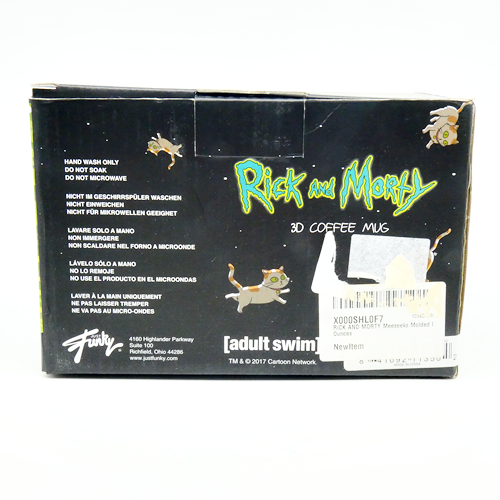 HAND WASH ONLY
DO NOT SOAK
DO NOT MICROWAVE
NICHT IM GESCHIRRSPÜLER WASCHEN
NICHT EINWEICHEN
NICHT FÜR MIKROWELLEN GEEIGNET
LAVARE SOLO A MANO
NON IMMERGERE
NON SCALDARE NEL FORNO A MICROONDE
LÁVELO SÓLO A MANO
NO LO REMOJE
NO USE EL PRODUCTO EN EL MICROONDAS
LAVER À LA MAIN UNIQUEMENT
NE PAS LAISSER TREMPER
NE VA PAS AU MICRO-ONDES
Just Funky
4160 Highlander Parkway
Suite 100
Richfield, Ohio 44286
www.justfunky.com
RICK AND MORTY
3D COFFEE MUG
[adult swim]
TM & © 2017 Cartoon Network.
X000SHL0F7
RICK AND MORTY Meeseeks Molded 1
Ounces
NewItem